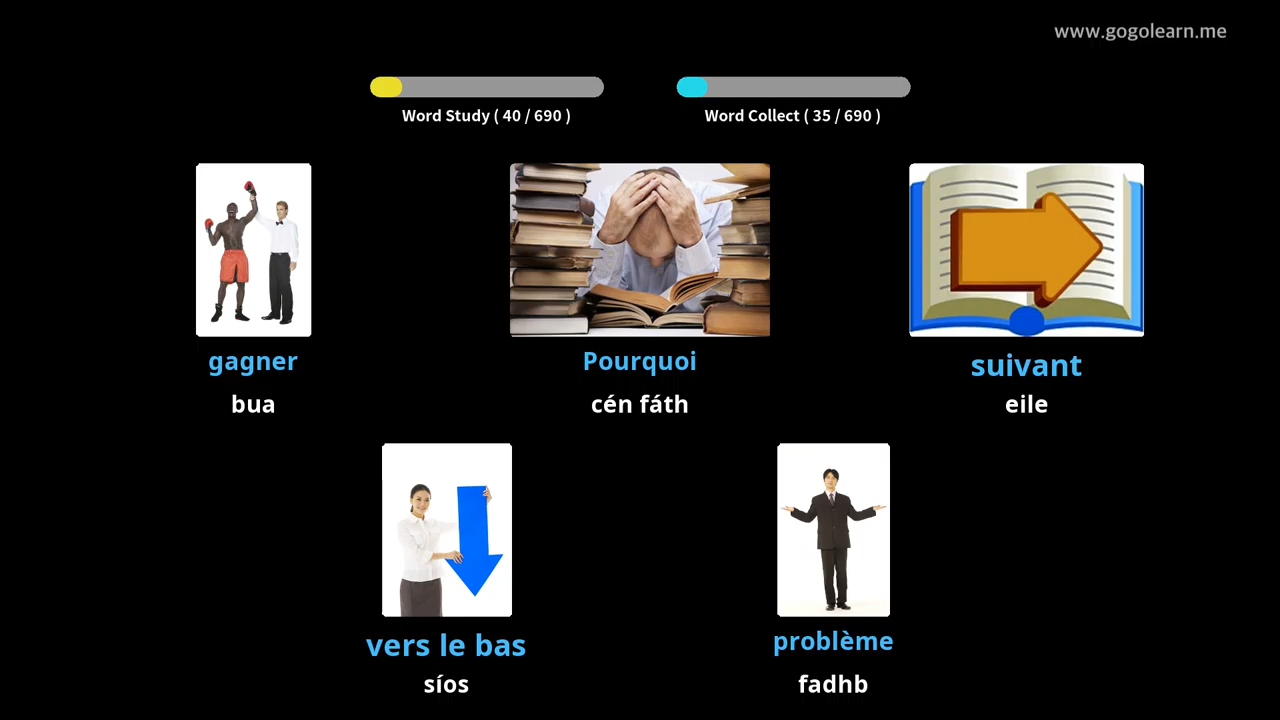 www.gogolearn.me
Word Study ( 40 / 690 )
Word Collect ( 35 / 690 )
gagner
bua
Pourquoi
cén fáth
suivant
eile
vers le bas
síos
problème
fadhb